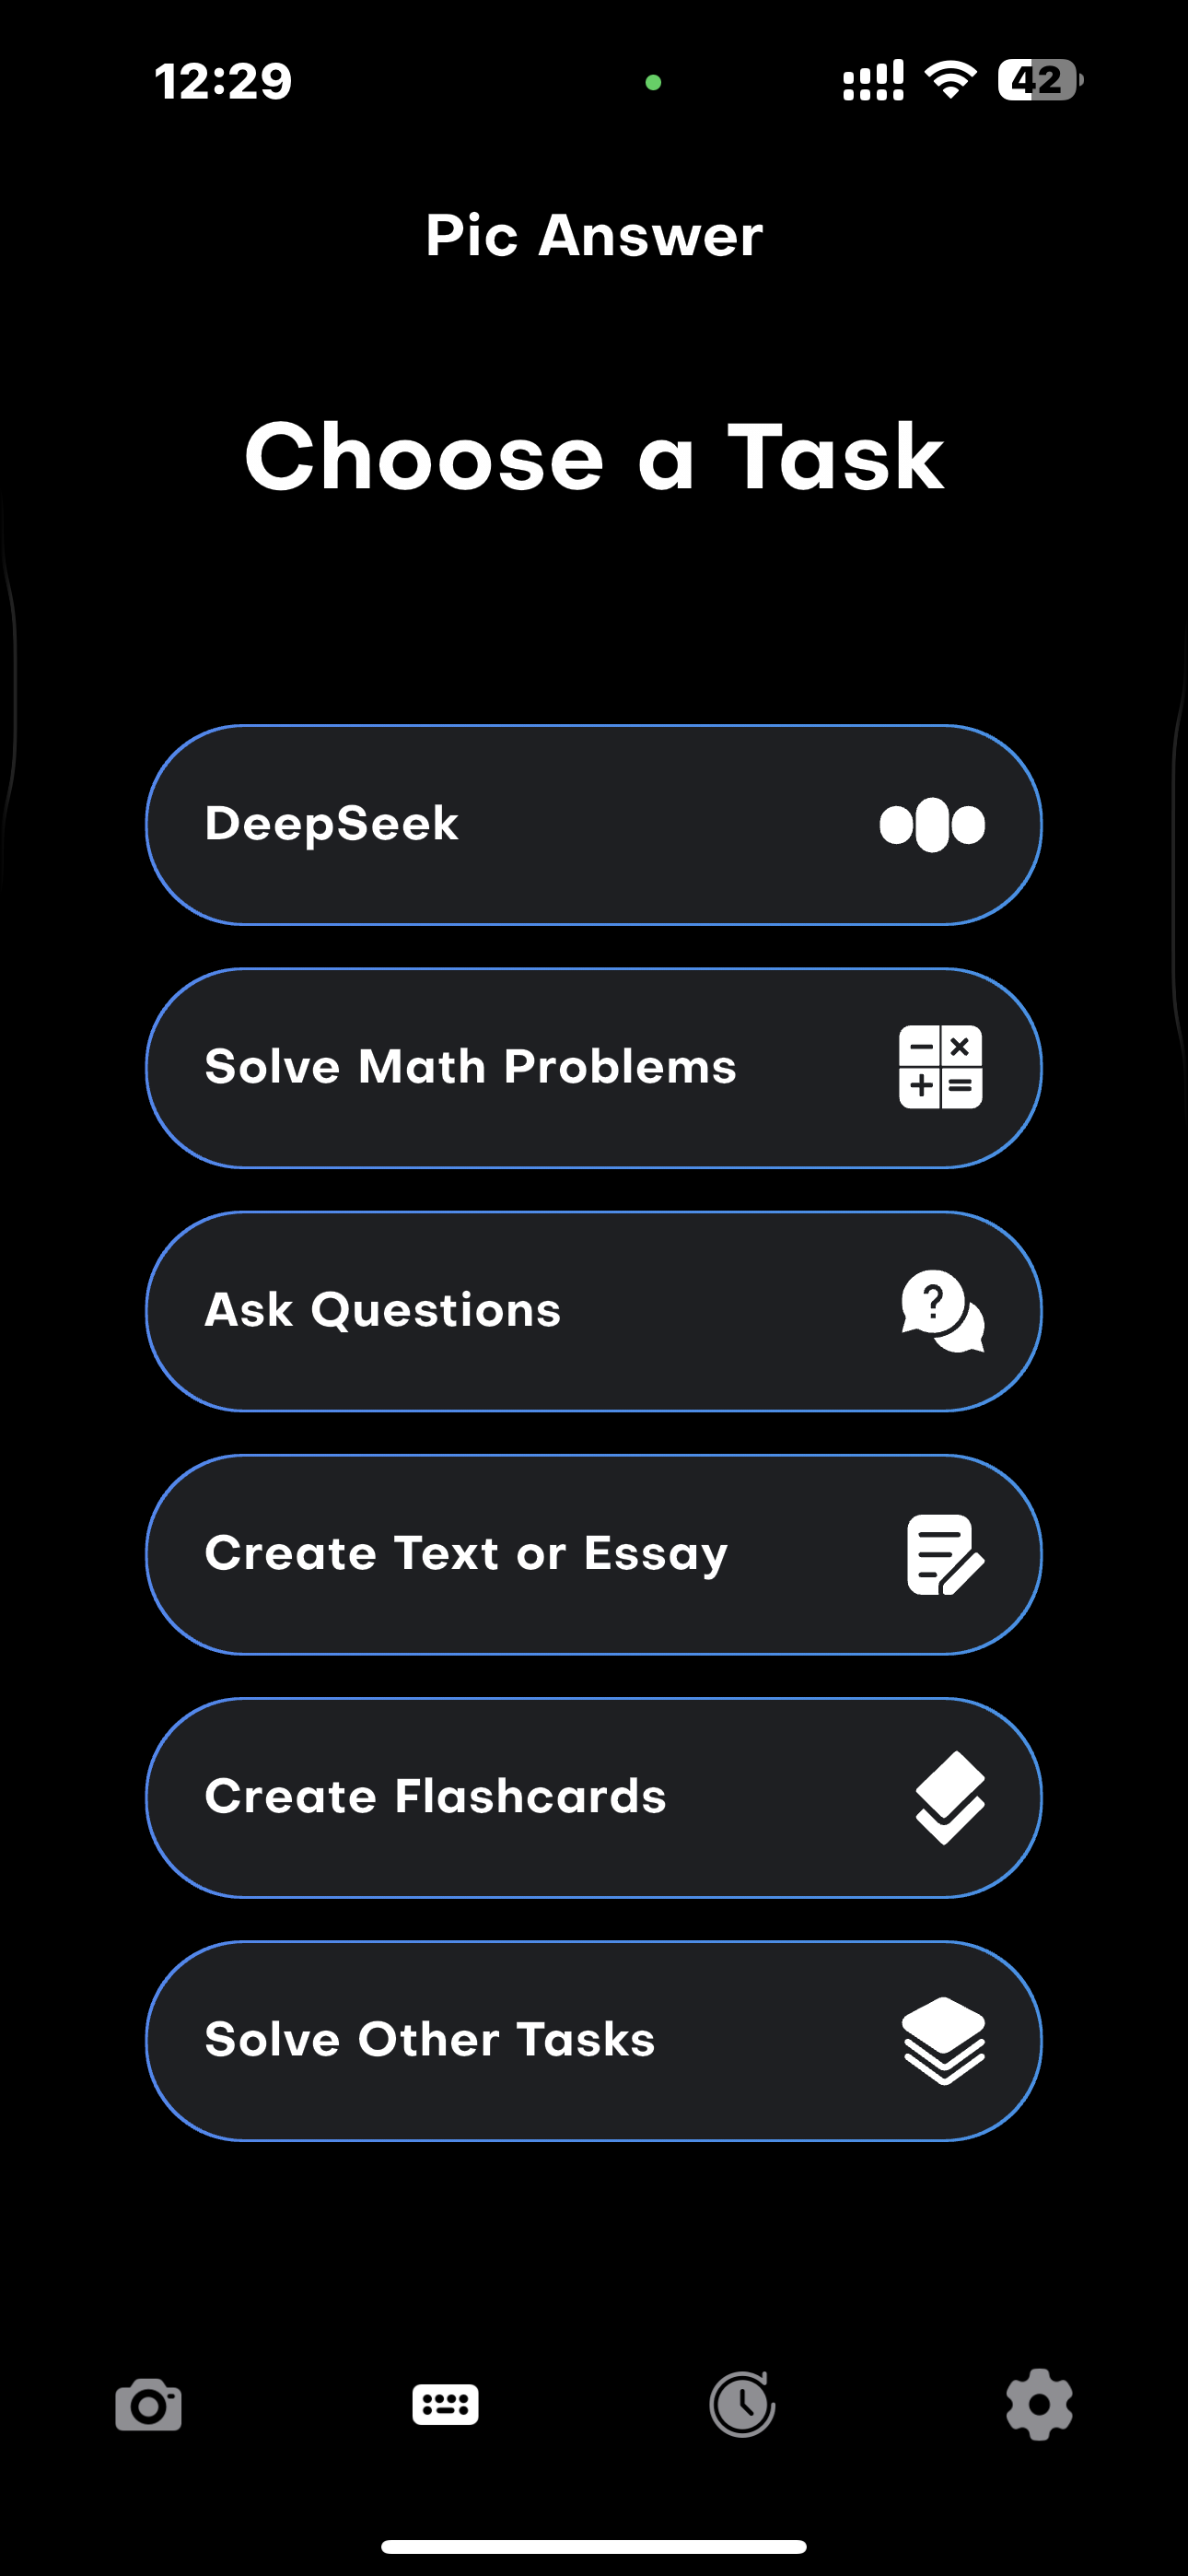 12:29
42
Pic Answer
Choose a Task
DeepSeek
Solve Math Problems
Ask Questions
Create Text or Essay
Create Flashcards
Solve Other Tasks